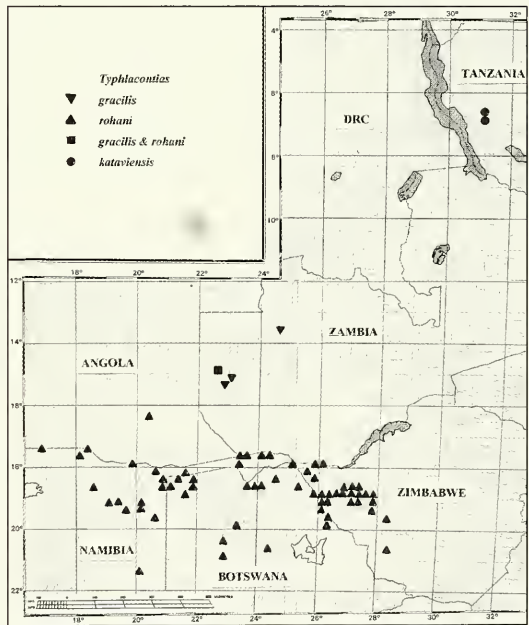 26° 28° 30° 32°
4°
Typhlacontias
gracilis
rohani
gracilis & rohani
kataviensis
TANZANIA
DRC
6°
8°
10°
18° 20° 22° 24°
12°
ZAMBIA
ANGOLA
14°
16°
18°
ZIMBABWE
20°
NAMIBIA
BOTSWANA
22°
18° 20° 22° 24° 26° 28° 30° 32°